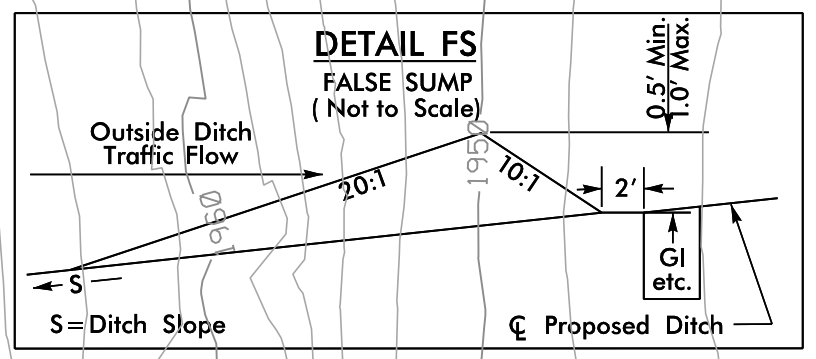 DETAIL FS
FALSE SUMP
( Not to Scale)
0.5' Min.
1.0' Max.
Outside Ditch
Traffic Flow
20:1
1950
10:1
2'
1960
GI
etc.
S
S=Ditch Slope
℄ Proposed Ditch